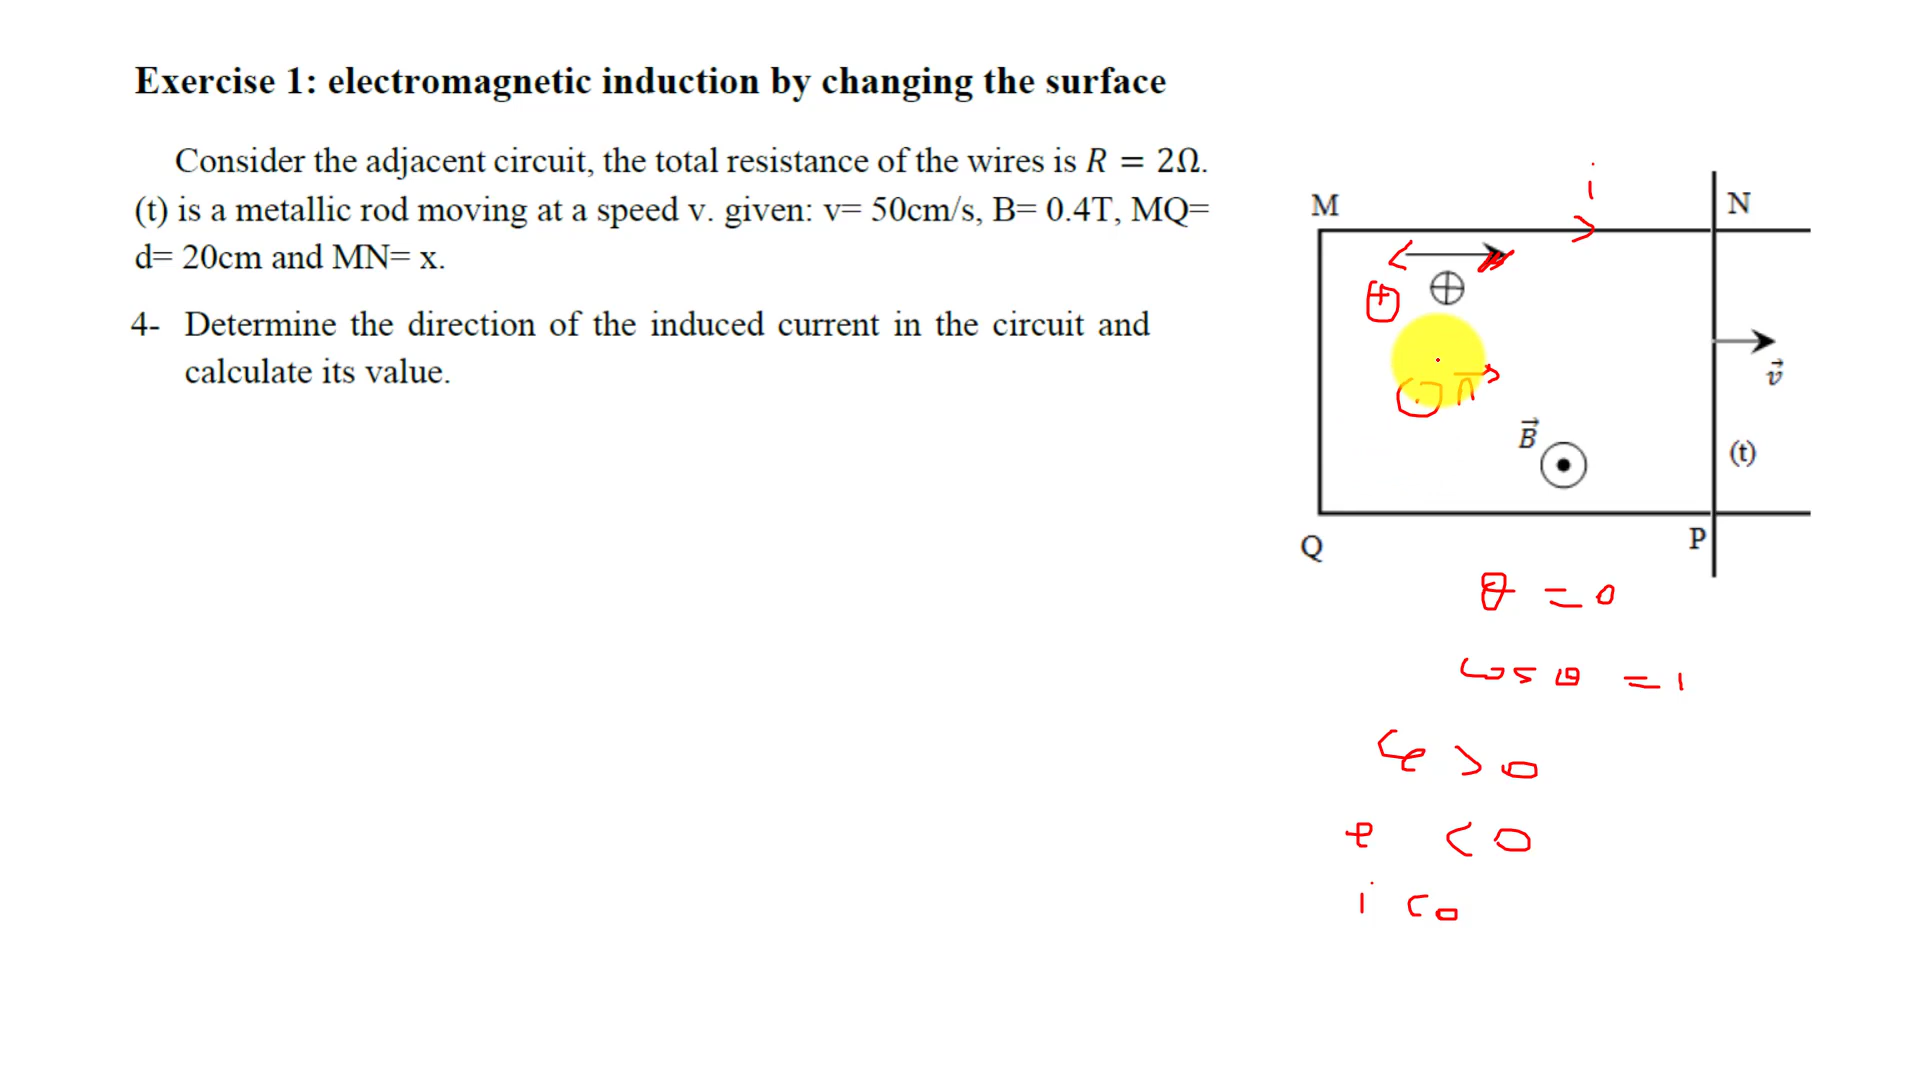 Exercise 1: electromagnetic induction by changing the surface
Consider the adjacent circuit, the total resistance of the wires is R = 2Ω.
(t) is a metallic rod moving at a speed v. given: v= 50cm/s, B= 0.4T, MQ=
d= 20cm and MN= x.
4- Determine the direction of the induced current in the circuit and
calculate its value.
i
M
N
+
n
v
B
(t)
Q
P
θ = 0
cos θ = 1
φ > 0
e < 0
i < 0